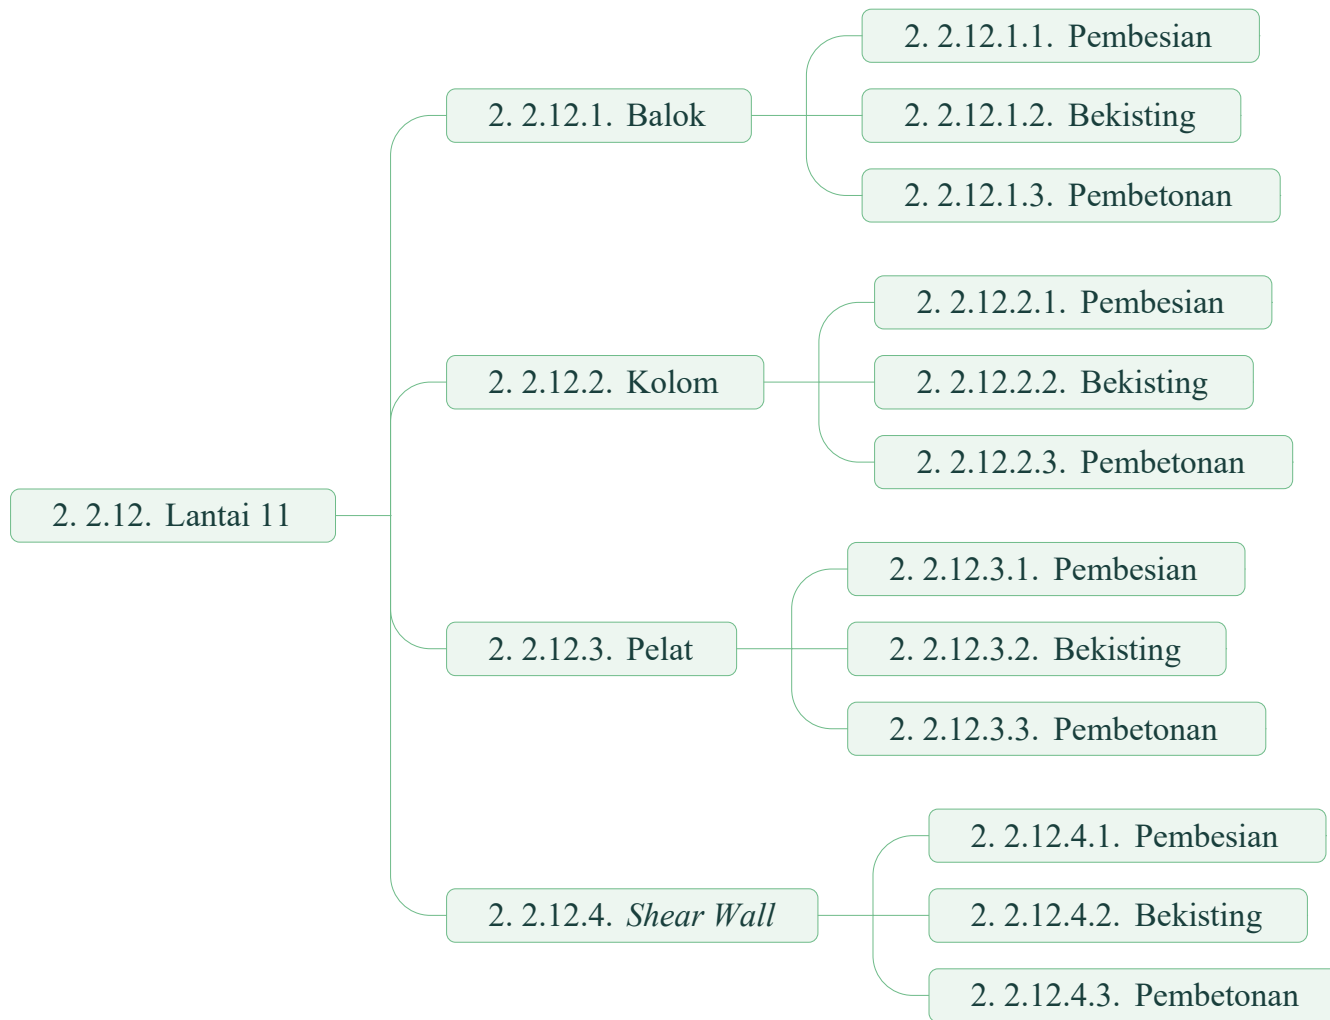 2. 2.12. Lantai 11
2. 2.12.1. Balok
2. 2.12.1.1. Pembesian
2. 2.12.1.2. Bekisting
2. 2.12.1.3. Pembetonan
2. 2.12.2. Kolom
2. 2.12.2.1. Pembesian
2. 2.12.2.2. Bekisting
2. 2.12.2.3. Pembetonan
2. 2.12.3. Pelat
2. 2.12.3.1. Pembesian
2. 2.12.3.2. Bekisting
2. 2.12.3.3. Pembetonan
2. 2.12.4. Shear Wall
2. 2.12.4.1. Pembesian
2. 2.12.4.2. Bekisting
2. 2.12.4.3. Pembetonan